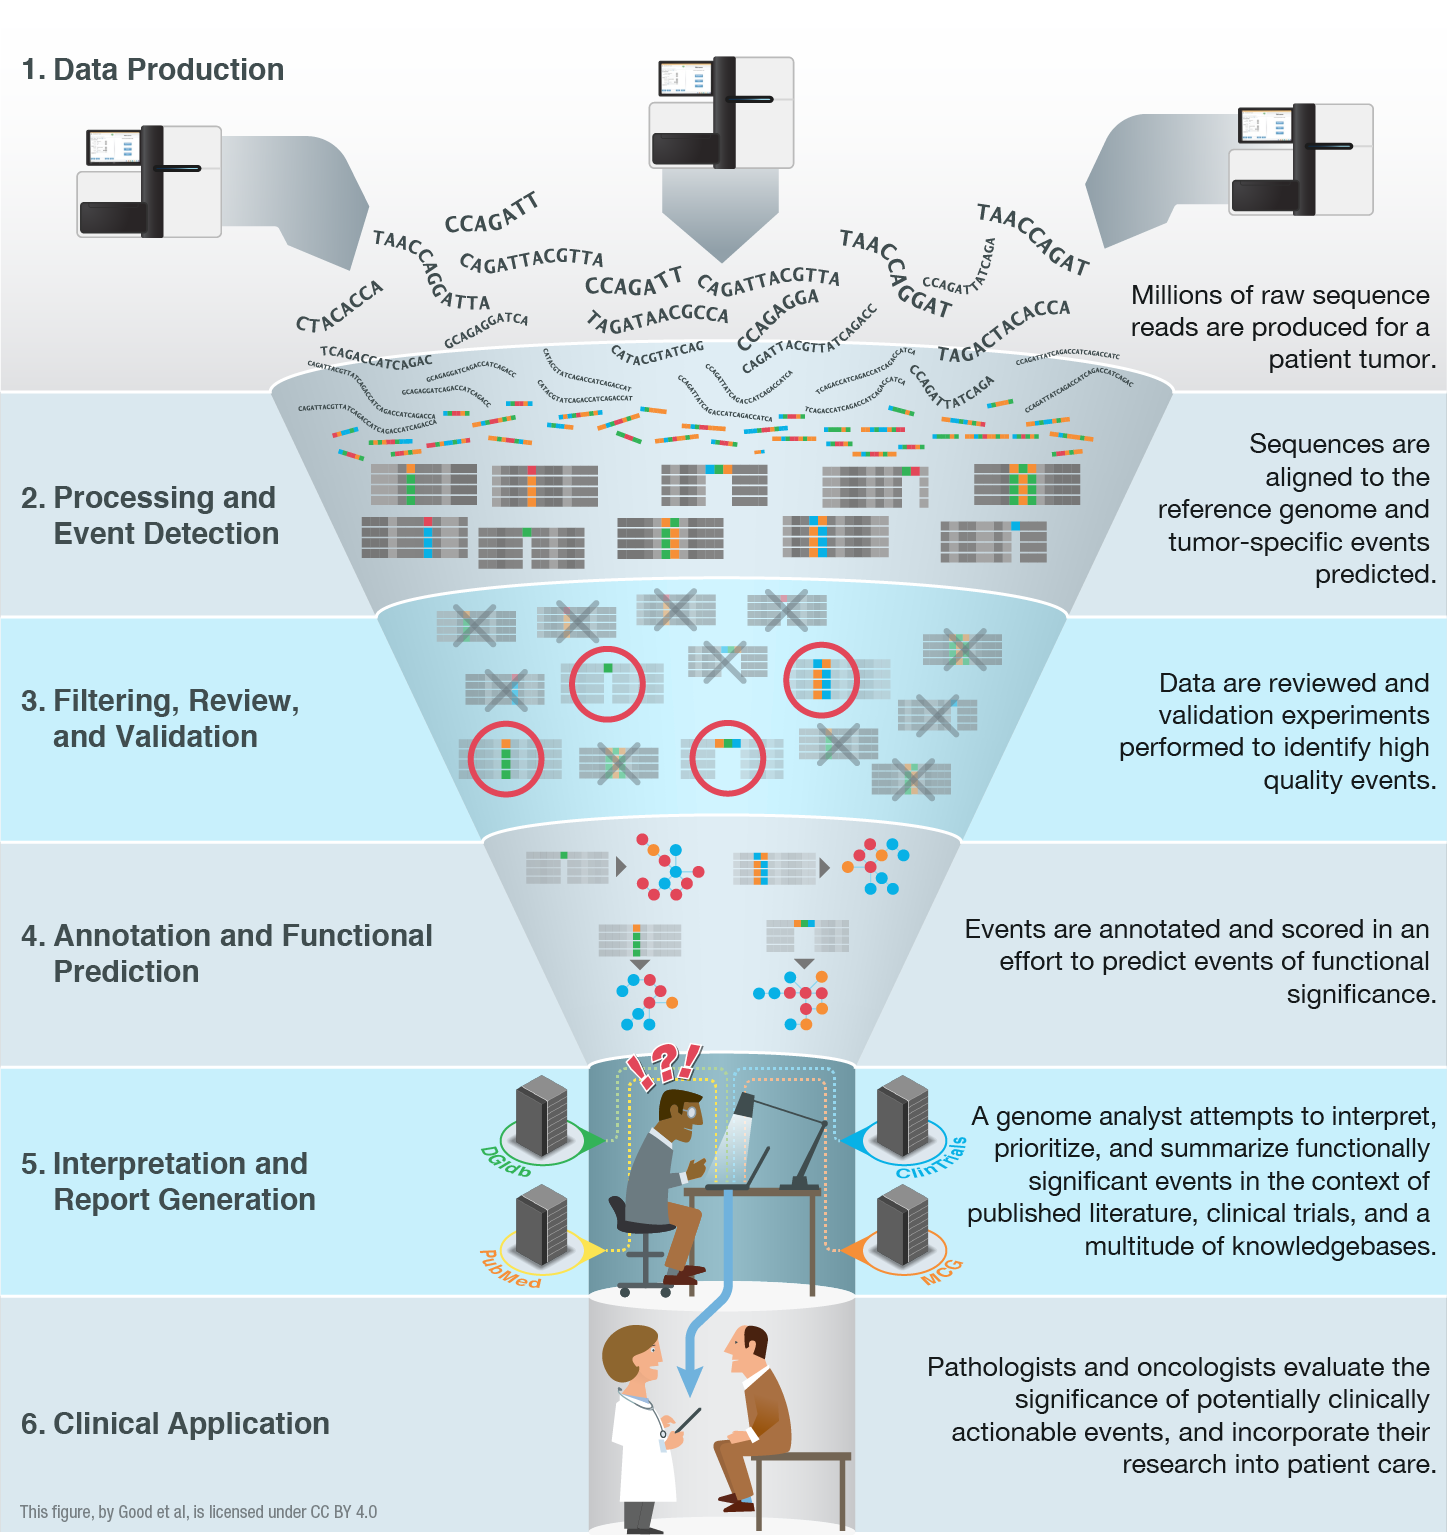 1. Data Production
CCAGATT
TAACCAGGATTA
CAGATTACGTTA
CCAGATT
CAGATTACGTTA
TAACCAGGAT
CCAGATTATCAGA
TAACCAGAT
CTACACCA
GCAGAGGATCA
TAGATAACGCCA
CCAGAGGA
CAGATTACGTTATCAGACC
TAGACTACACCA
Millions of raw sequence
reads are produced for a
patient tumor.
TCAGACCATCAGAC
CATACGTATCAG
CCAGATTATCAGA
2. Processing and
Event Detection
Sequences are
aligned to the
reference genome and
tumor-specific events
predicted.
3. Filtering, Review,
and Validation
Data are reviewed and
validation experiments
performed to identify high
quality events.
4. Annotation and Functional
Prediction
Events are annotated and scored in an
effort to predict events of functional
significance.
!?!
5. Interpretation and
Report Generation
DGIdb
PubMed
ClinTrials
MCG
A genome analyst attempts to interpret,
prioritize, and summarize functionally
significant events in the context of
published literature, clinical trials, and a
multitude of knowledgebases.
6. Clinical Application
Pathologists and oncologists evaluate the
significance of potentially clinically
actionable events, and incorporate their
research into patient care.
This figure, by Good et al, is licensed under CC BY 4.0